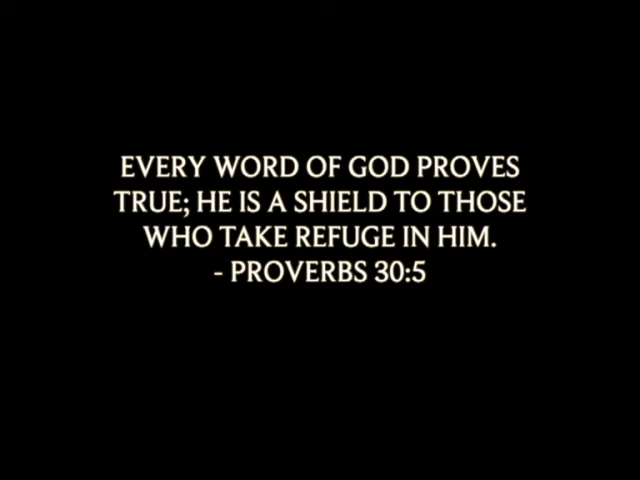 EVERY WORD OF GOD PROVES
TRUE; HE IS A SHIELD TO THOSE
WHO TAKE REFUGE IN HIM.
- PROVERBS 30:5